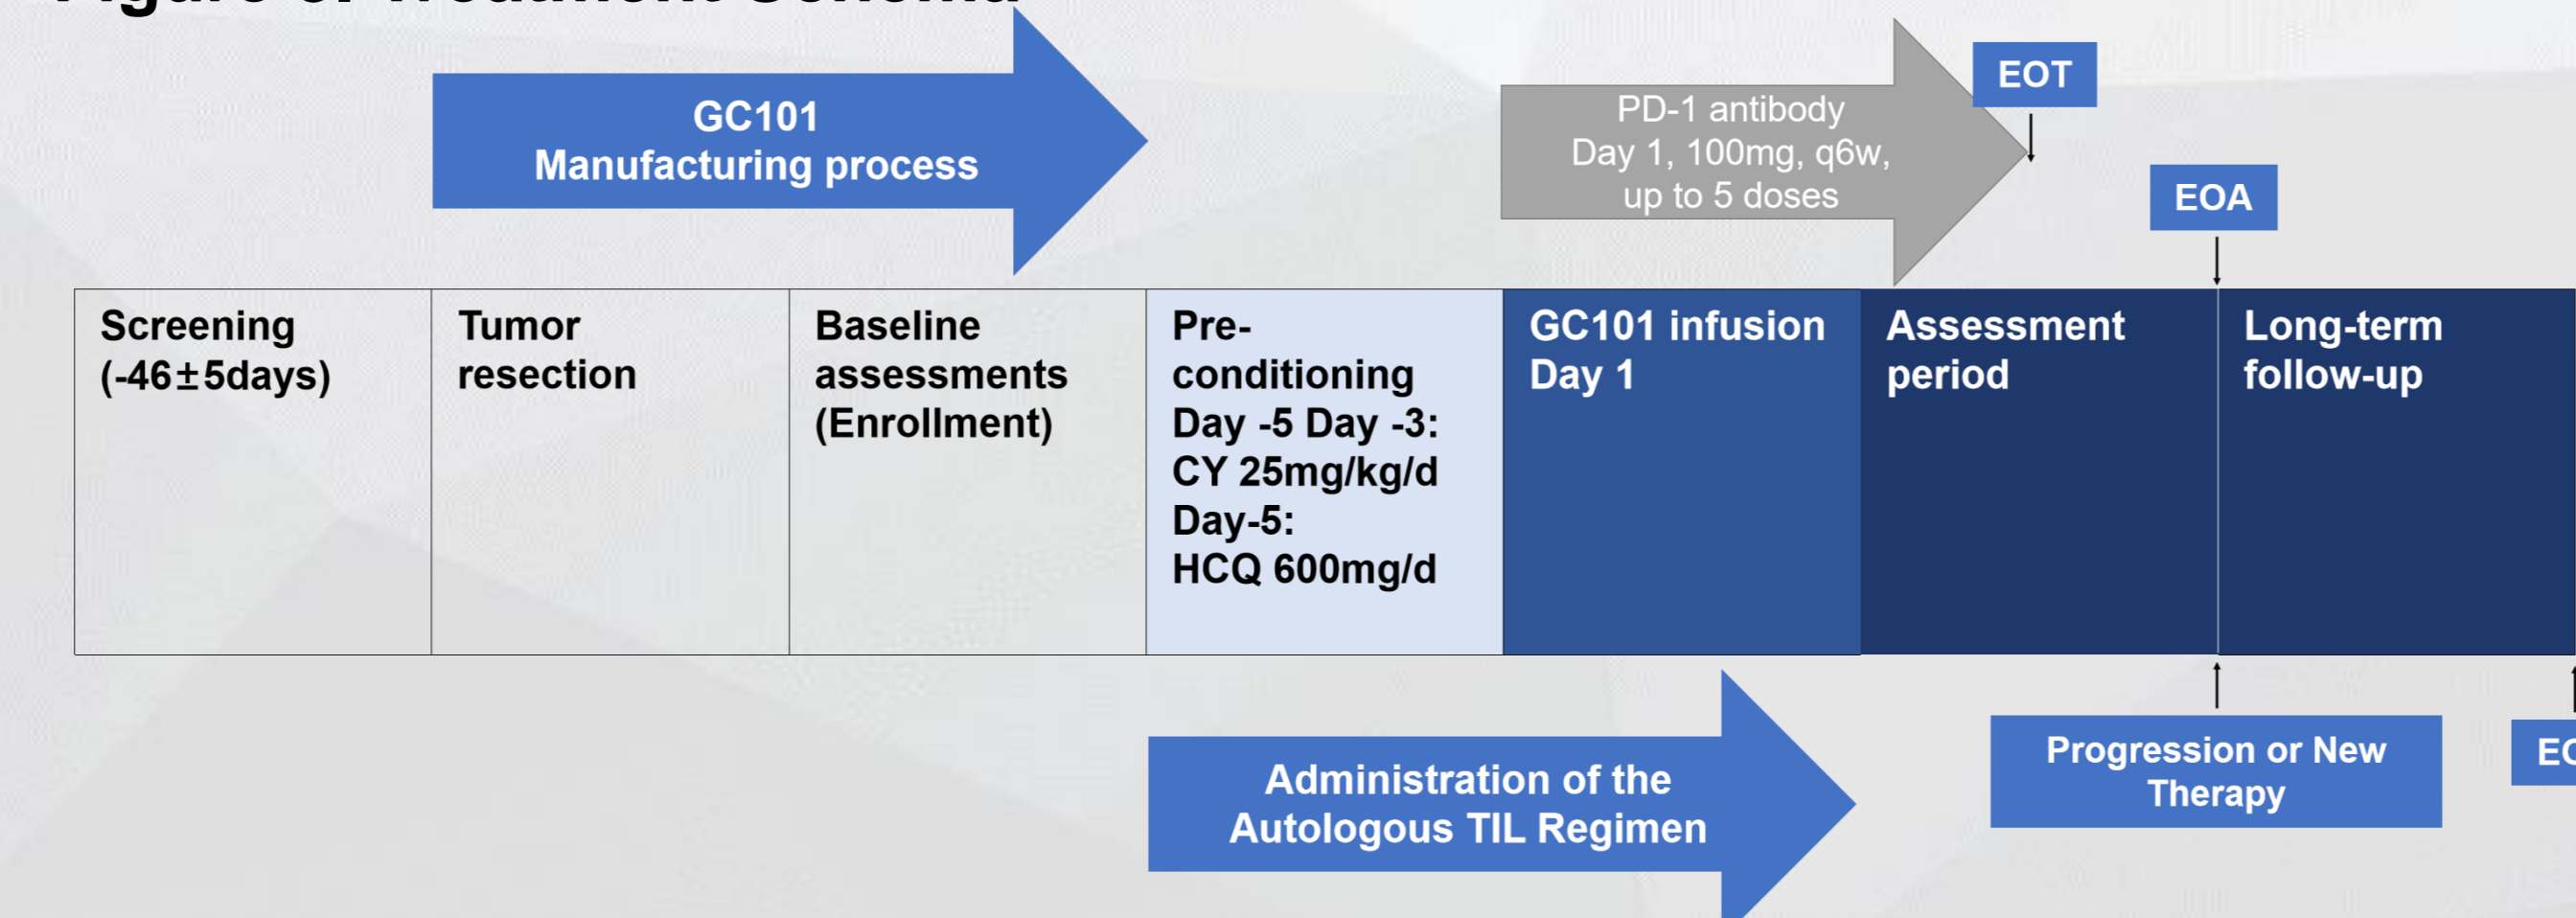 GC101
Manufacturing process
PD-1 antibody
Day 1, 100mg, q6w,
up to 5 doses
EOT
EOA
Screening
(-46±5days)
Tumor
resection
Baseline
assessments
(Enrollment)
Pre-
conditioning
Day -5 Day -3:
CY 25mg/kg/d
Day-5:
HCQ 600mg/d
GC101 infusion
Day 1
Assessment
period
Long-term
follow-up
Administration of the
Autologous TIL Regimen
Progression or New
Therapy